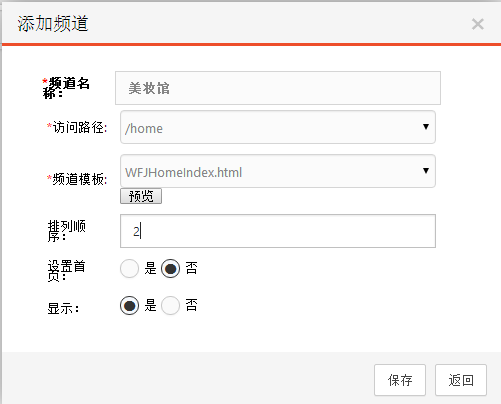 添加频道
×
*频道名
称：
美妆馆
*访问路径:
/home
*频道模板:
WFJHomeIndex.html
预览
排列顺
序：
2
设置首
页：
是 否
显示：
是 否
保存 返回